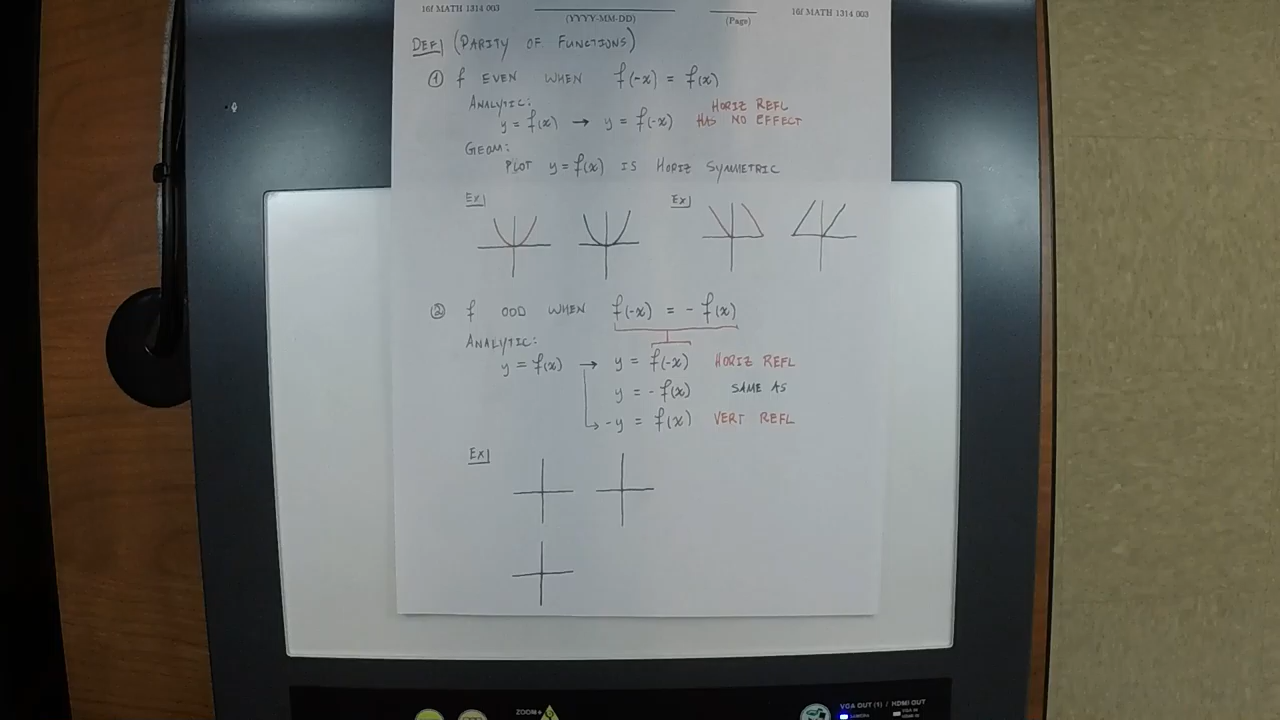 16f MATH 1314 003 (YYYY-MM-DD) (Page) 16f MATH 1314 003
DEF (PARITY OF FUNCTIONS)
① f EVEN WHEN f(-x) = f(x)
ANALYTIC:
y = f(x) → y = f(-x) HORIZ REFL HAS NO EFFECT
GEOM:
PLOT y = f(x) IS HORIZ SYMMETRIC
Ex Ex
② f ODD WHEN f(-x) = - f(x)
ANALYTIC:
y = f(x) → y = f(-x) HORIZ REFL
y = - f(x) SAME AS
-y = f(x) VERT REFL
Ex
ZOOM
VGA OUT (1) / HDMI OUT